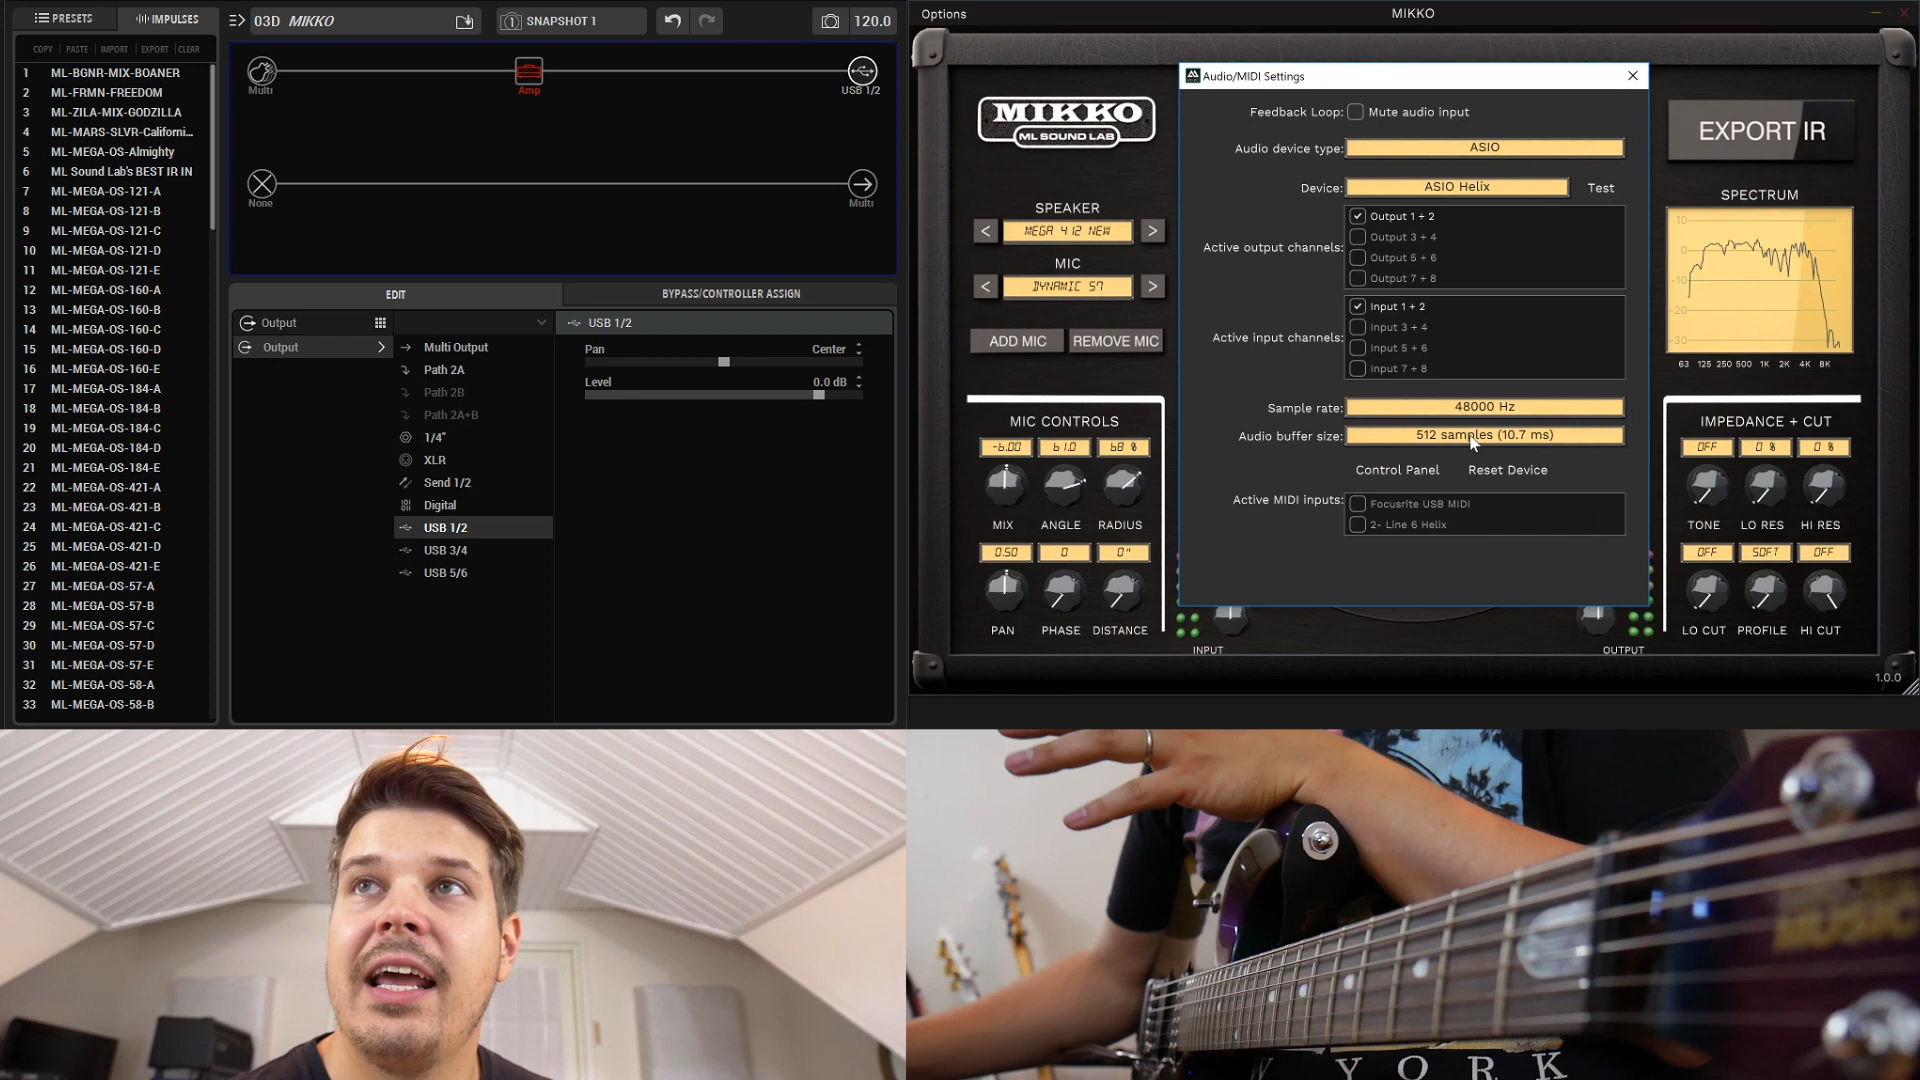 PRESETS
IMPULSES
COPY
PASTE
IMPORT
EXPORT
CLEAR
1 ML-BGNR-MIX-BOANER
2 ML-FRMN-FREEDOM
3 ML-ZILA-MIX-GODZILLA
4 ML-MARS-SLVR-Californi...
5 ML-MEGA-OS-Almighty
6 ML Sound Lab's BEST IR IN
7 ML-MEGA-OS-121-A
8 ML-MEGA-OS-121-B
9 ML-MEGA-OS-121-C
10 ML-MEGA-OS-121-D
11 ML-MEGA-OS-121-E
12 ML-MEGA-OS-160-A
13 ML-MEGA-OS-160-B
14 ML-MEGA-OS-160-C
15 ML-MEGA-OS-160-D
16 ML-MEGA-OS-160-E
17 ML-MEGA-OS-184-A
18 ML-MEGA-OS-184-B
19 ML-MEGA-OS-184-C
20 ML-MEGA-OS-184-D
21 ML-MEGA-OS-184-E
22 ML-MEGA-OS-421-A
23 ML-MEGA-OS-421-B
24 ML-MEGA-OS-421-C
25 ML-MEGA-OS-421-D
26 ML-MEGA-OS-421-E
27 ML-MEGA-OS-57-A
28 ML-MEGA-OS-57-B
29 ML-MEGA-OS-57-C
30 ML-MEGA-OS-57-D
31 ML-MEGA-OS-57-E
32 ML-MEGA-OS-58-A
33 ML-MEGA-OS-58-B
03D MIKKO
1 SNAPSHOT 1
120.0
Multi
Amp
USB 1/2
None
Multi
EDIT
BYPASS/CONTROLLER ASSIGN
Output
Output
Multi Output
Path 2A
Path 2B
Path 2A+B
1/4"
XLR
Send 1/2
Digital
USB 1/2
USB 3/4
USB 5/6
USB 1/2
Pan Center
Level 0.0 dB
Options
MIKKO
MIKKO
ML SOUND LAB
SPEAKER
< MEGA 412 NEW >
MIC
< DYNAMIC 57 >
ADD MIC
REMOVE MIC
MIC CONTROLS
-6.00 61.0 68 %
MIX ANGLE RADIUS
0.50 0 0"
PAN PHASE DISTANCE
Audio/MIDI Settings
Feedback Loop: Mute audio input
Audio device type: ASIO
Device: ASIO Helix Test
Active output channels:
Output 1 + 2
Output 3 + 4
Output 5 + 6
Output 7 + 8
Active input channels:
Input 1 + 2
Input 3 + 4
Input 5 + 6
Input 7 + 8
Sample rate: 48000 Hz
Audio buffer size: 512 samples (10.7 ms)
Control Panel Reset Device
Active MIDI inputs:
Focusrite USB MIDI
2- Line 6 Helix
INPUT
OUTPUT
EXPORT IR
SPECTRUM
10
0
-10
-20
-30
63 125 250 500 1K 2K 4K 8K
IMPEDANCE + CUT
OFF 0 % 0 %
TONE LO RES HI RES
OFF SOFT OFF
LO CUT PROFILE HI CUT
1.0.0
MUSIC
YORK